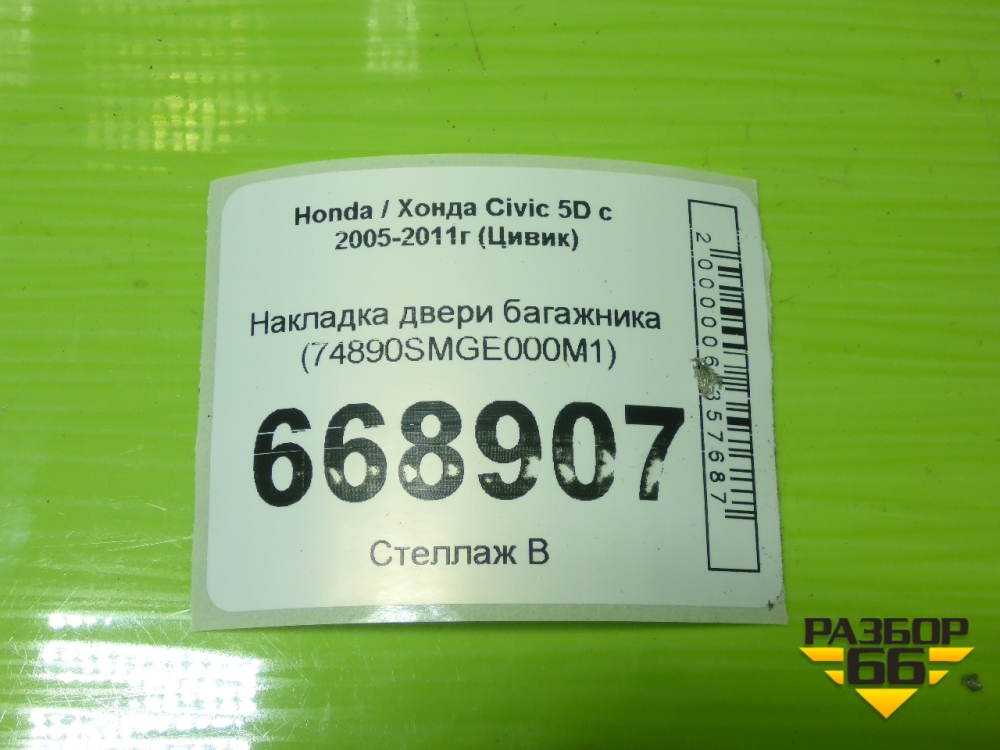 Honda / Хонда Civic 5D с
2005-2011г (Цивик)
Накладка двери багажника
(74890SMGE000M1)
668907
Стеллаж В
2000006357687
РАЗБОР
66